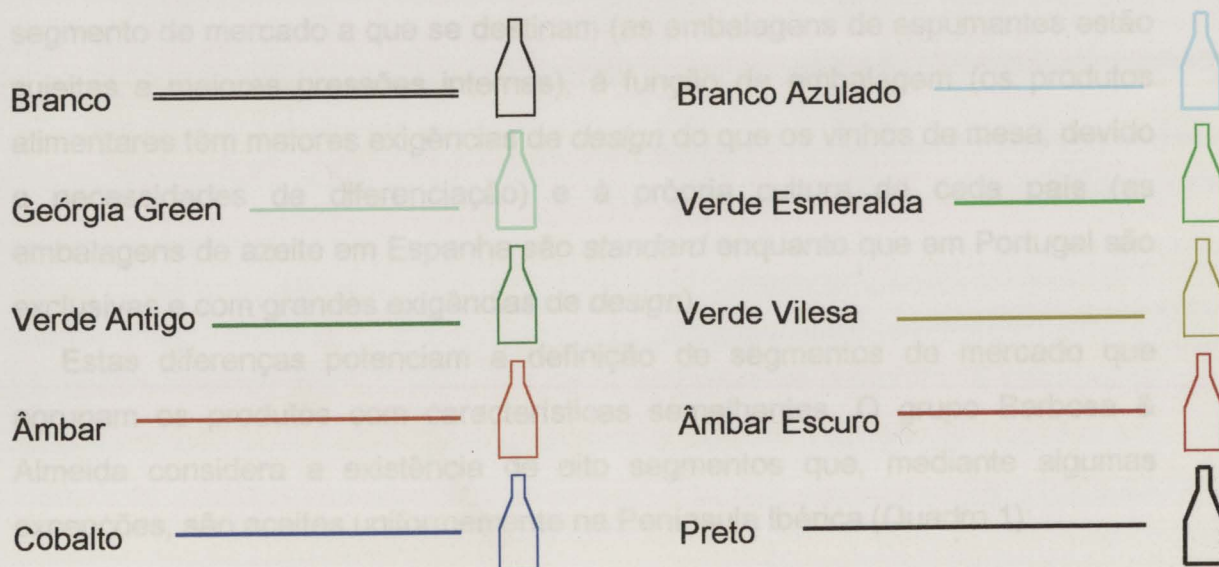 Branco
Branco Azulado
Geórgia Green
Verde Esmeralda
Verde Antigo
Verde Vilesa
Âmbar
Âmbar Escuro
Cobalto
Preto
segmento de mercado a que se destinam (as embalagens de espumantes estão
sujeitas a maiores pressões internas), à função da embalagem (os produtos
alimentares têm maiores exigências de design do que os vinhos de mesa, devido
a necessidades de diferenciação) e à própria cultura de cada país (as
embalagens de azeite em Espanha são standard enquanto que em Portugal são
exclusivas e com grandes exigências de design).
Estas diferenças potenciam a definição de segmentos de mercado que
agrupam os produtos com características semelhantes. O grupo Barbosa &
Almeida considera a existência de oito segmentos que, mediante algumas
são aceites uniformemente na Península Ibérica (Quadro 1).